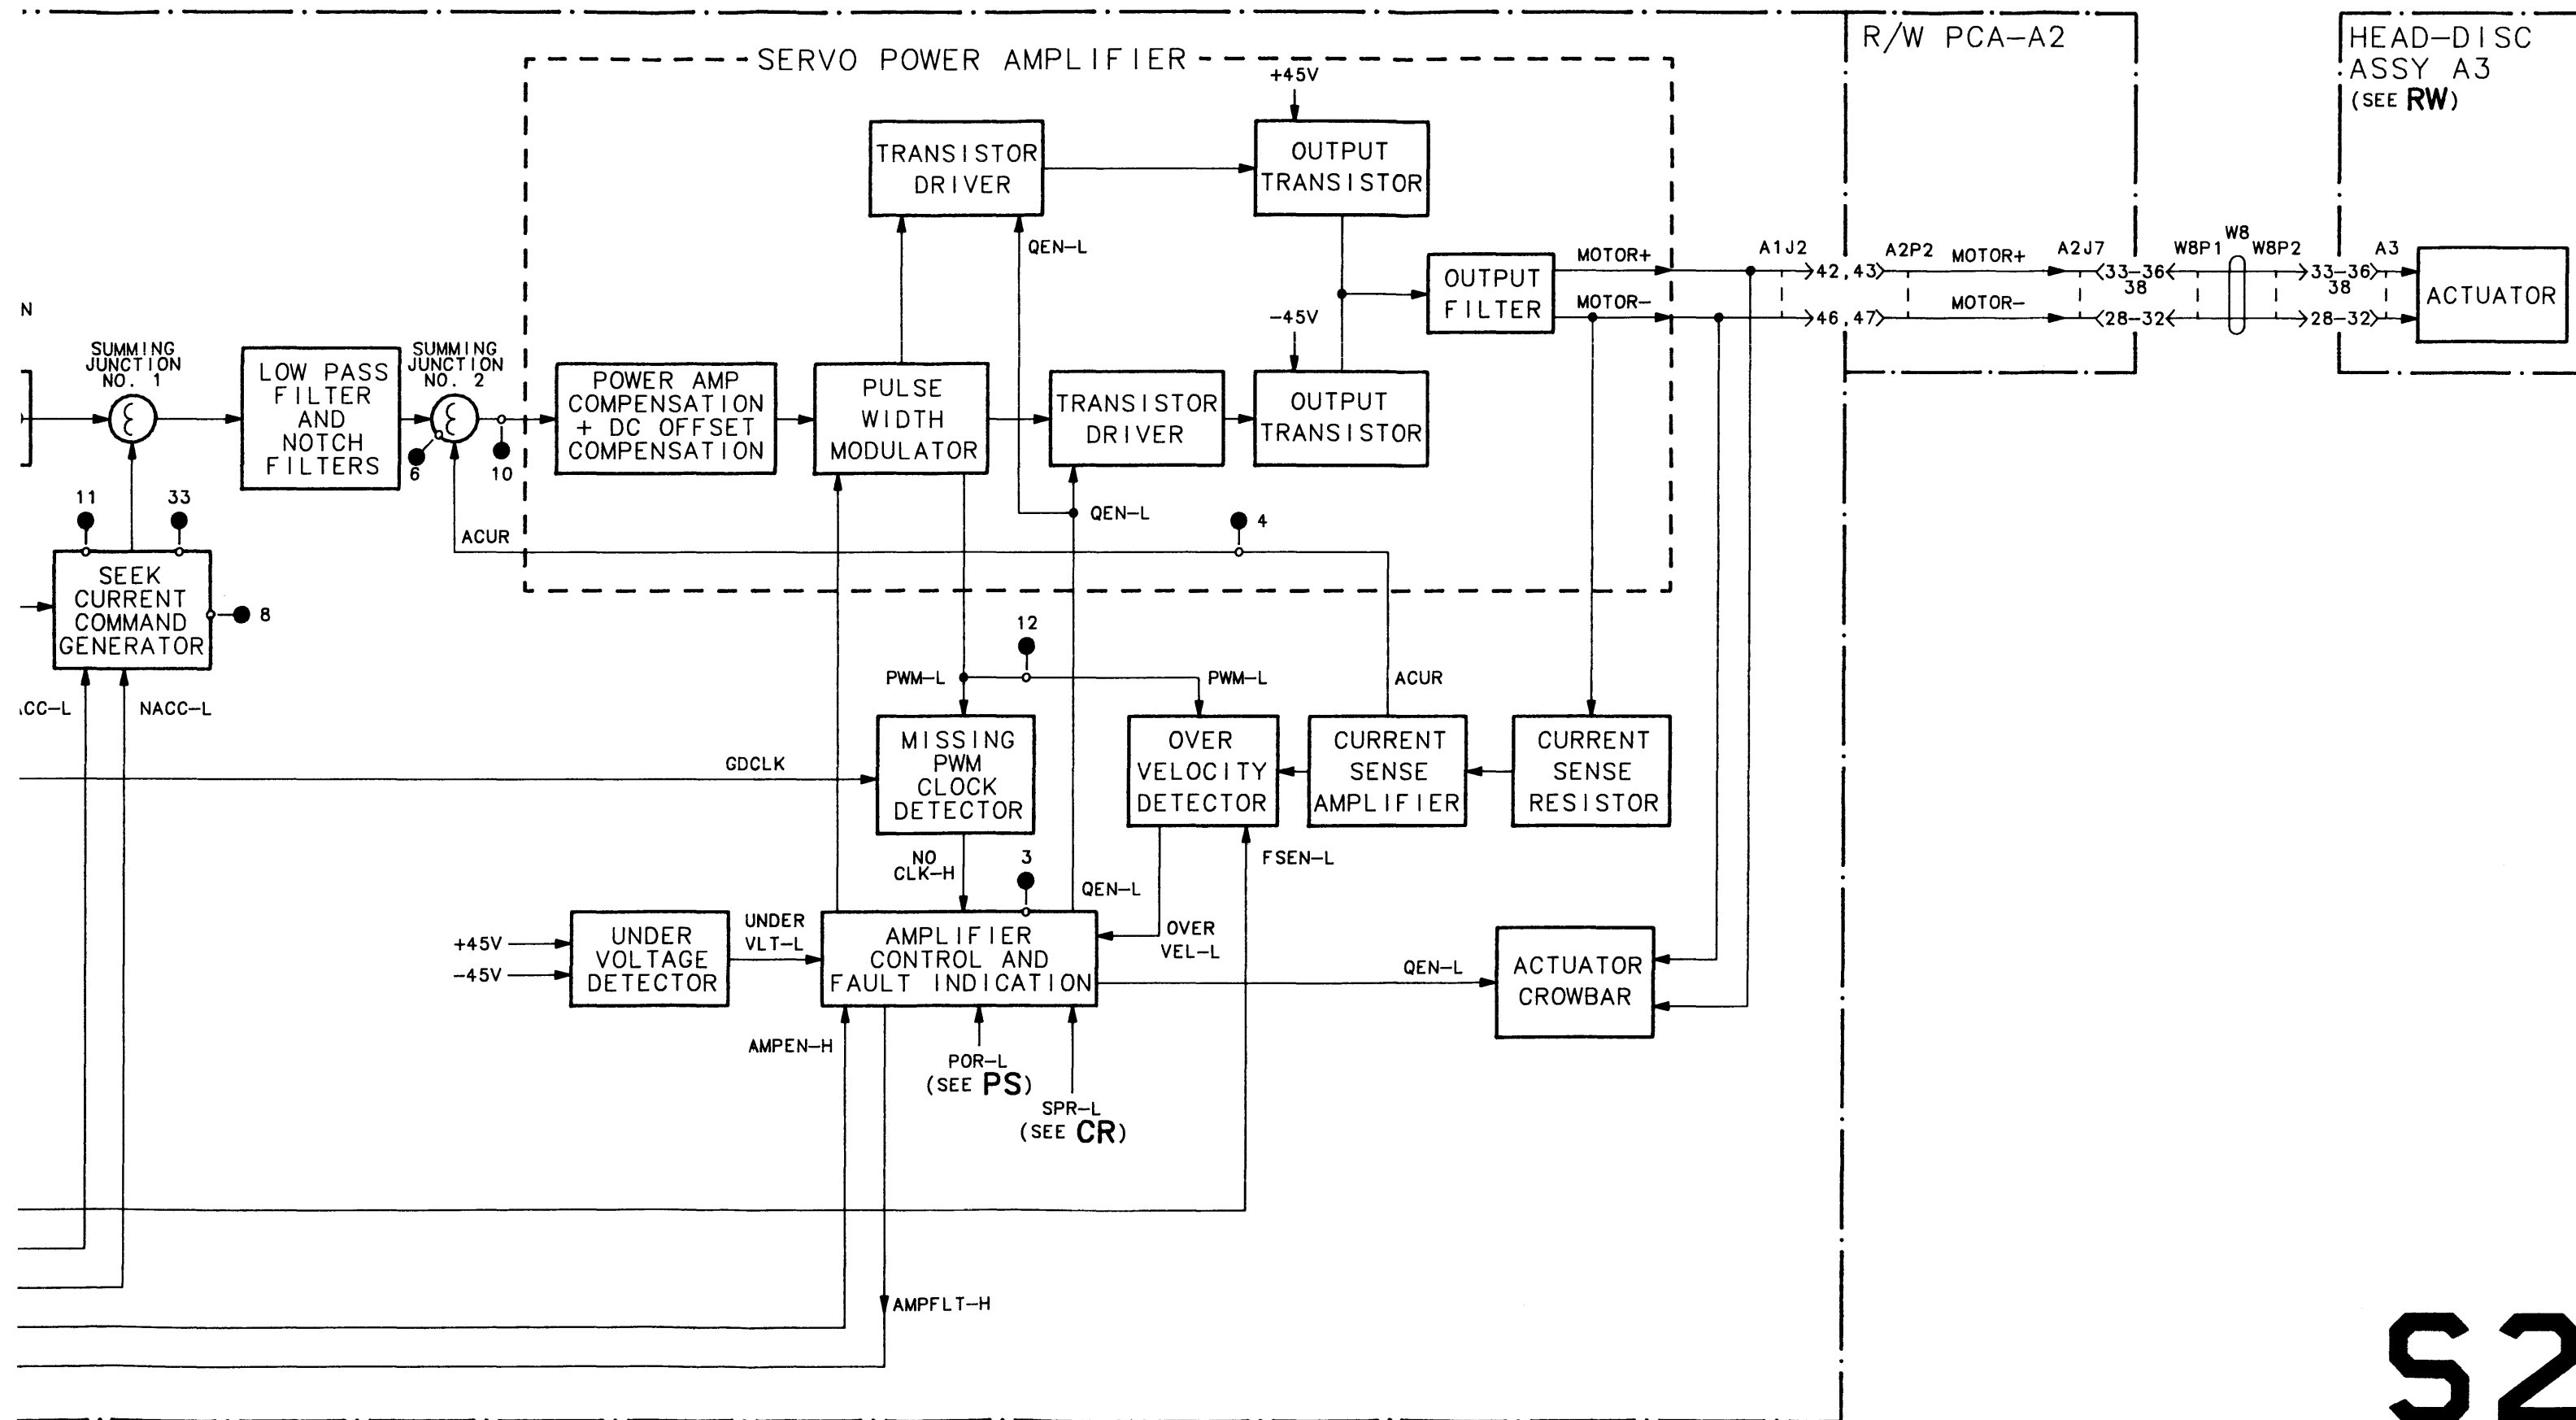 SERVO POWER AMPLIFIER
R/W PCA-A2
HEAD-DISC
ASSY A3
(SEE RW)
+45V
TRANSISTOR
DRIVER
OUTPUT
TRANSISTOR
QEN-L
OUTPUT
FILTER
MOTOR+
MOTOR-
A1J2
42,43
46,47
A2P2
MOTOR+
MOTOR-
A2J7
33-36
38
28-32
W8P1
W8
W8P2
33-36
38
28-32
A3
ACTUATOR
N
SUMMING
JUNCTION
NO. 1
LOW PASS
FILTER
AND
NOTCH
FILTERS
SUMMING
JUNCTION
NO. 2
6
10
POWER AMP
COMPENSATION
+ DC OFFSET
COMPENSATION
PULSE
WIDTH
MODULATOR
TRANSISTOR
DRIVER
-45V
OUTPUT
TRANSISTOR
11
33
ACUR
QEN-L
4
SEEK
CURRENT
COMMAND
GENERATOR
8
12
PWM-L
PWM-L
ACUR
CC-L
NACC-L
GDCLK
MISSING
PWM
CLOCK
DETECTOR
OVER
VELOCITY
DETECTOR
CURRENT
SENSE
AMPLIFIER
CURRENT
SENSE
RESISTOR
NO
CLK-H
3
QEN-L
FSEN-L
+45V
-45V
UNDER
VOLTAGE
DETECTOR
UNDER
VLT-L
AMPLIFIER
CONTROL AND
FAULT INDICATION
OVER
VEL-L
QEN-L
ACTUATOR
CROWBAR
AMPEN-H
POR-L
(SEE PS)
SPR-L
(SEE CR)
AMPFLT-H
S2